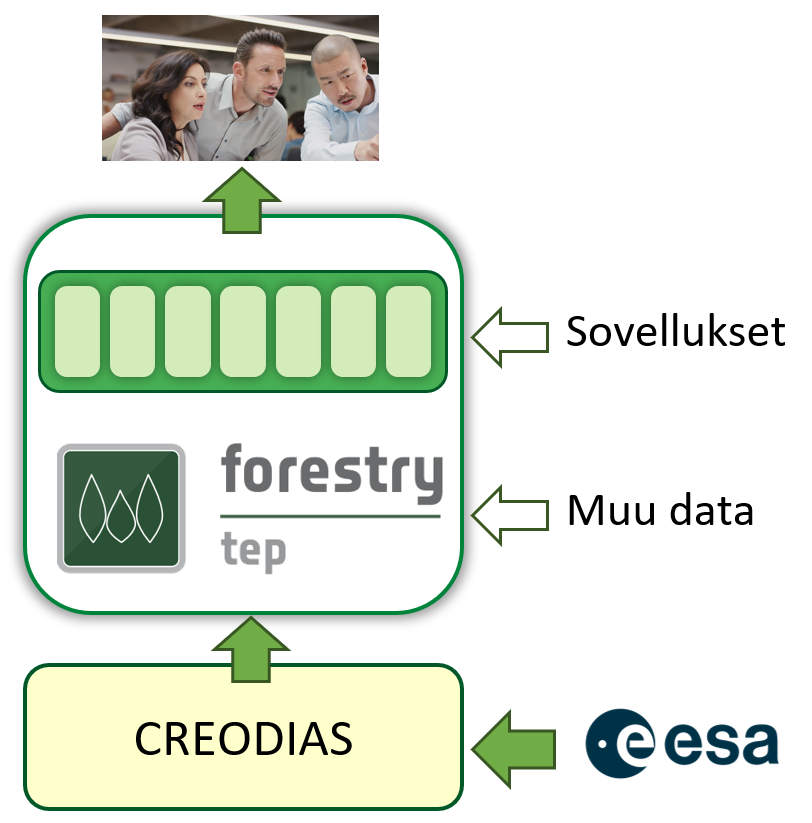 Sovellukset
forestry
tep
Muu data
CREODIAS
esa